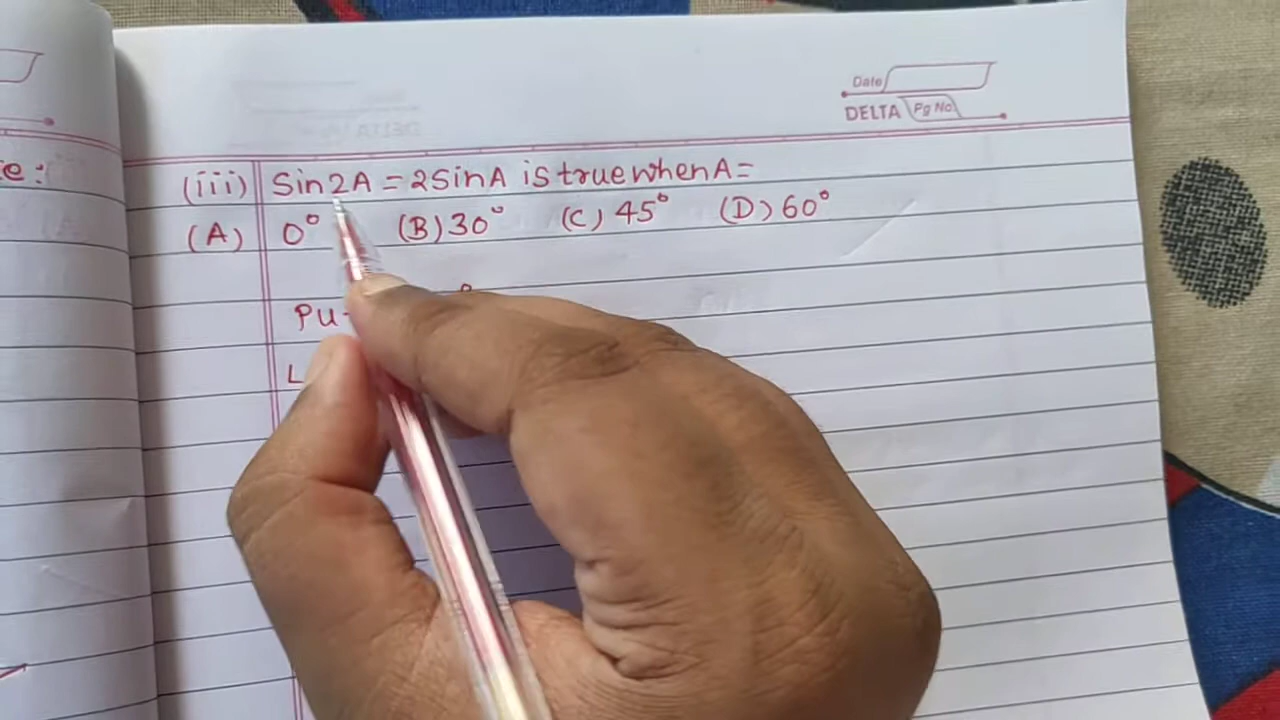 Date
DELTA Pg No.
e:
(iii) Sin2A = 2SinA is true when A =
(A) 0° (B) 30° (C) 45° (D) 60°
Pu
L